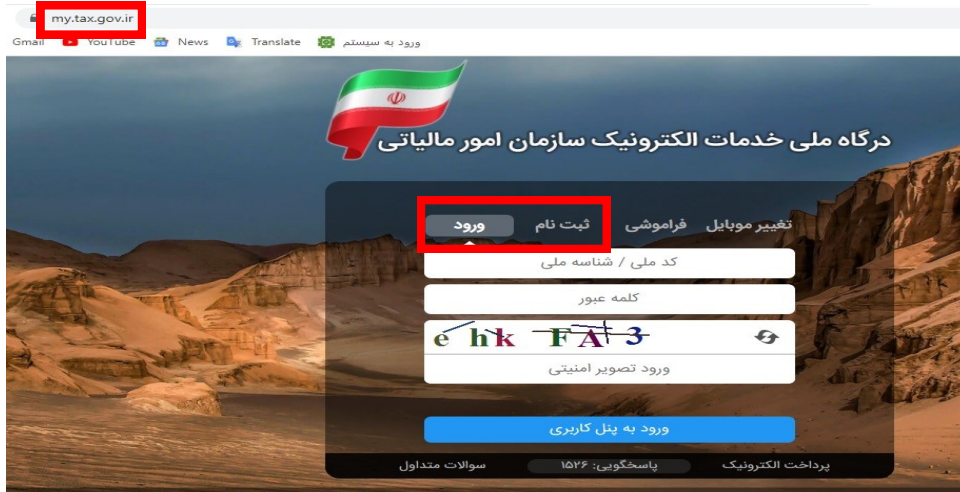 my.tax.gov.ir
Gmail YouTube News Translate ورود به سیستم
درگاه ملی خدمات الکترونیک سازمان امور مالیاتی
تغییر موبایل فراموشی ثبت نام ورود
کد ملی / شناسه ملی
کلمه عبور
e hk FA 3
ورود تصویر امنیتی
ورود به پنل کاربری
پرداخت الکترونیک پاسخگویی: ۱۵۲۶ سوالات متداول